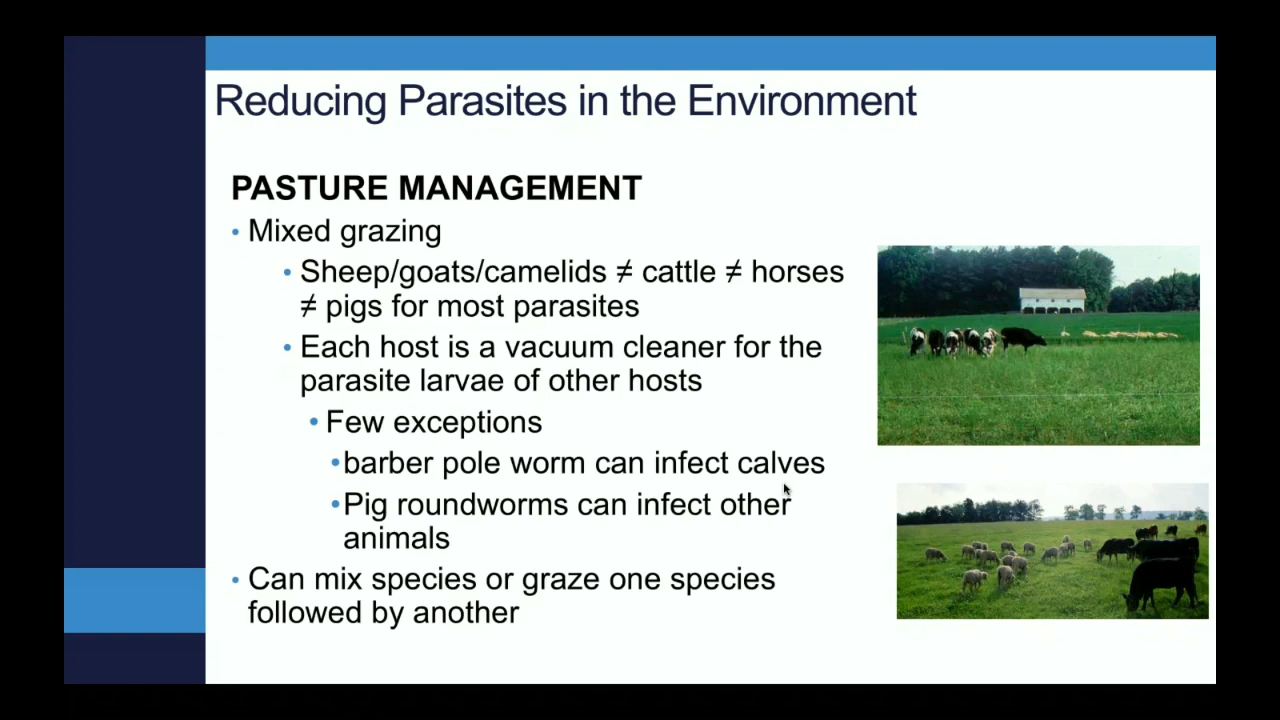 Reducing Parasites in the Environment
PASTURE MANAGEMENT
• Mixed grazing
• Sheep/goats/camelids ≠ cattle ≠ horses
≠ pigs for most parasites
• Each host is a vacuum cleaner for the
parasite larvae of other hosts
• Few exceptions
•barber pole worm can infect calves
•Pig roundworms can infect other
animals
• Can mix species or graze one species
followed by another